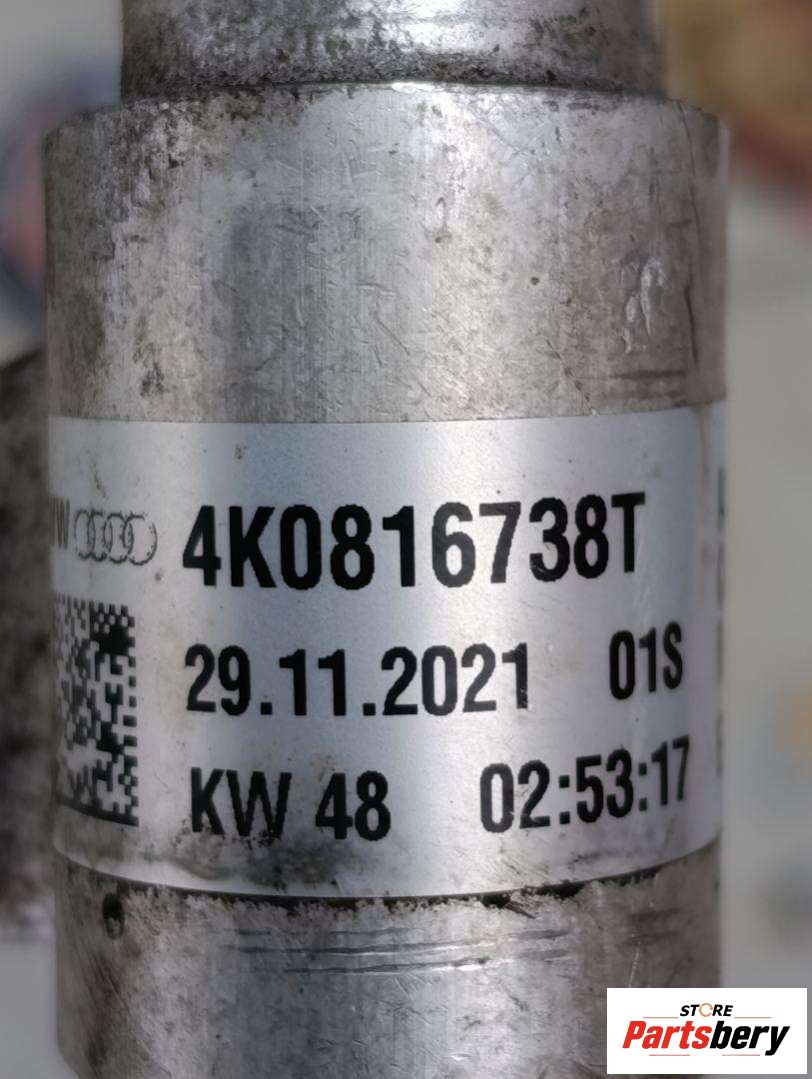 4K0816738T
29.11.2021 01S
KW 48 02:53:17
STORE
Partsbery